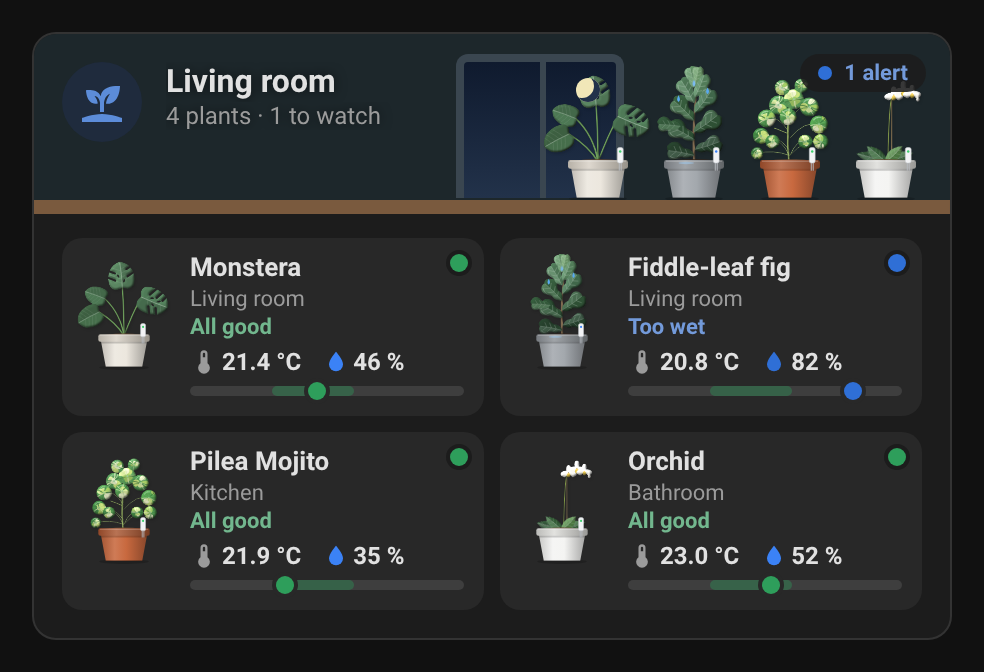 Living room
4 plants · 1 to watch
1 alert
Monstera
Living room
All good
21.4 °C 46 %
Fiddle-leaf fig
Living room
Too wet
20.8 °C 82 %
Pilea Mojito
Kitchen
All good
21.9 °C 35 %
Orchid
Bathroom
All good
23.0 °C 52 %